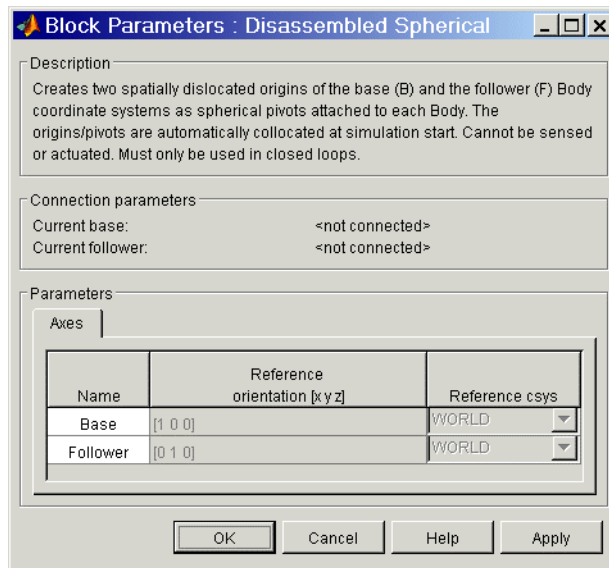 Block Parameters : Disassembled Spherical
Description
Creates two spatially dislocated origins of the base (B) and the follower (F) Body
coordinate systems as spherical pivots attached to each Body. The
origins/pivots are automatically collocated at simulation start. Cannot be sensed
or actuated. Must only be used in closed loops.
Connection parameters
Current base: <not connected>
Current follower: <not connected>
Parameters
Axes
Name Reference orientation [x y z] Reference csys
Base [1 0 0] WORLD
Follower [0 1 0] WORLD
OK Cancel Help Apply